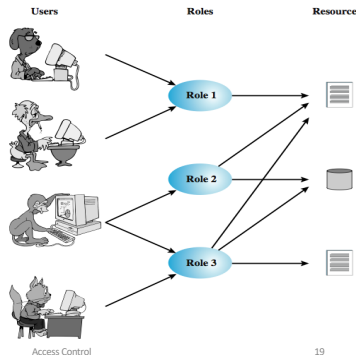 Users Roles Resource
Role 1
Role 2
Role 3
Access Control 19